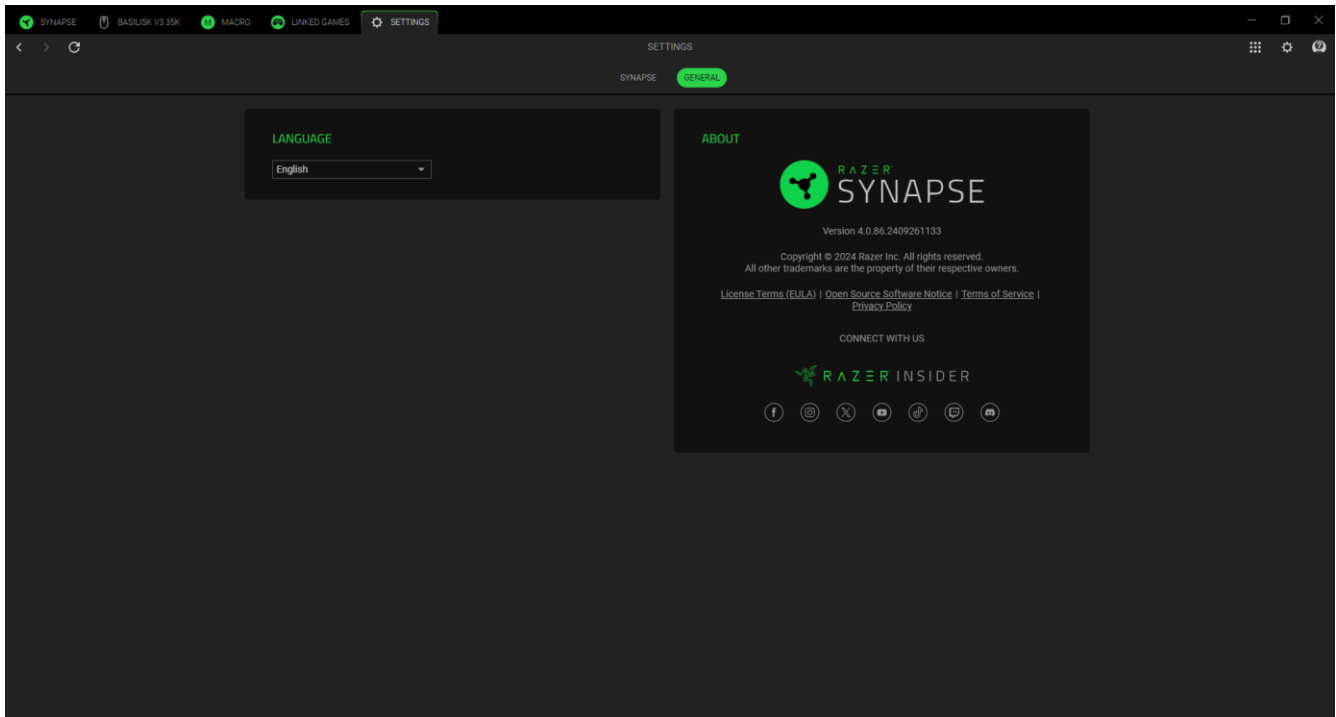 SYNAPSE BASILISK V3 35K M MACRO LINKED GAMES SETTINGS
SETTINGS
SYNAPSE GENERAL
LANGUAGE
English
ABOUT
RAZER
SYNAPSE
Version 4.0.86.2409261133
Copyright © 2024 Razer Inc. All rights reserved.
All other trademarks are the property of their respective owners.
License Terms (EULA) | Open Source Software Notice | Terms of Service |
Privacy Policy
CONNECT WITH US
RAZER INSIDER